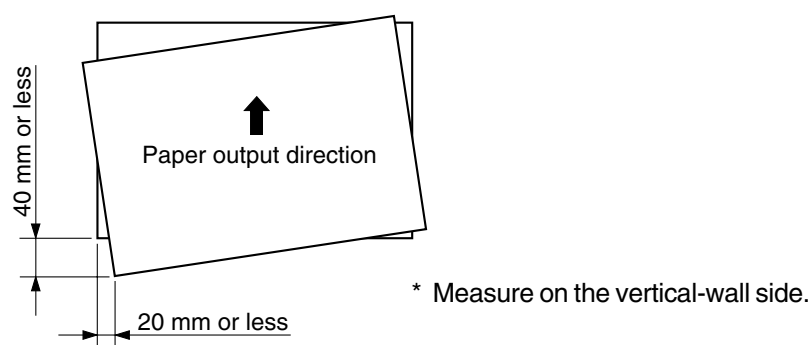 40 mm or less
Paper output direction
* Measure on the vertical-wall side.
20 mm or less